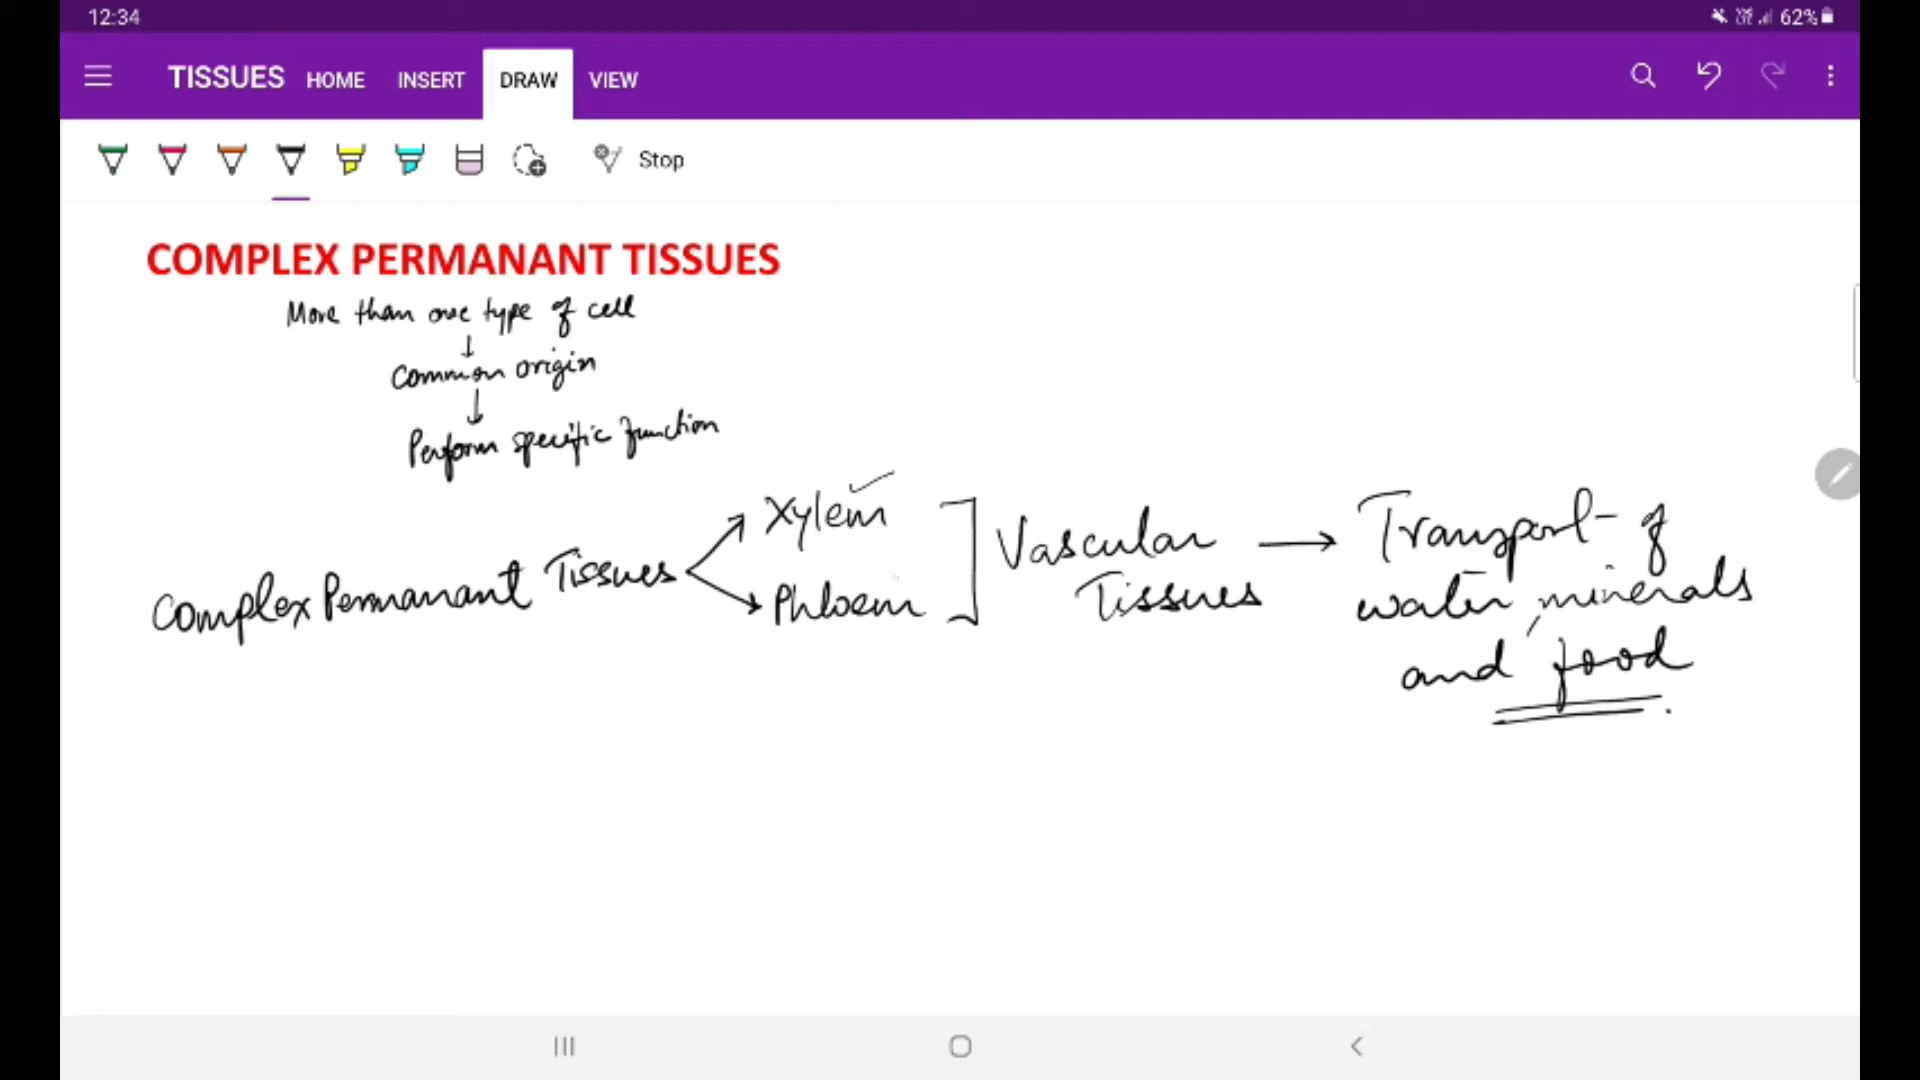 12:34
62%
TISSUES HOME INSERT DRAW VIEW
Stop
COMPLEX PERMANANT TISSUES
More than one type of cell
common origin
Perform specific function
Complex Permanant Tissues
Xylem
Phloem
Vascular
Tissues
Transport of
water, minerals
and food.